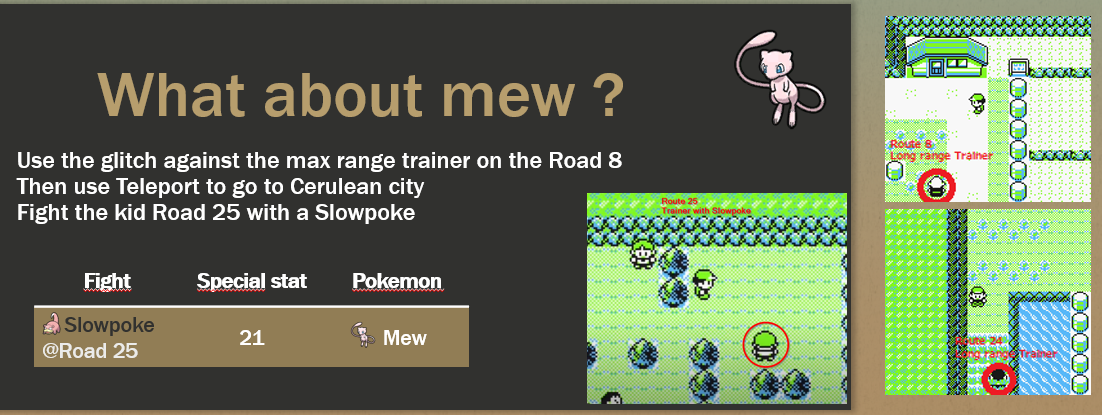 What about mew ?
Use the glitch against the max range trainer on the Road 8
Then use Teleport to go to Cerulean city
Fight the kid Road 25 with a Slowpoke
Fight Special stat Pokemon
Slowpoke
@Road 25
21
Mew
Route 25
Trainer with Slowpoke
Route 8
Long range Trainer
Route 24
Long range Trainer